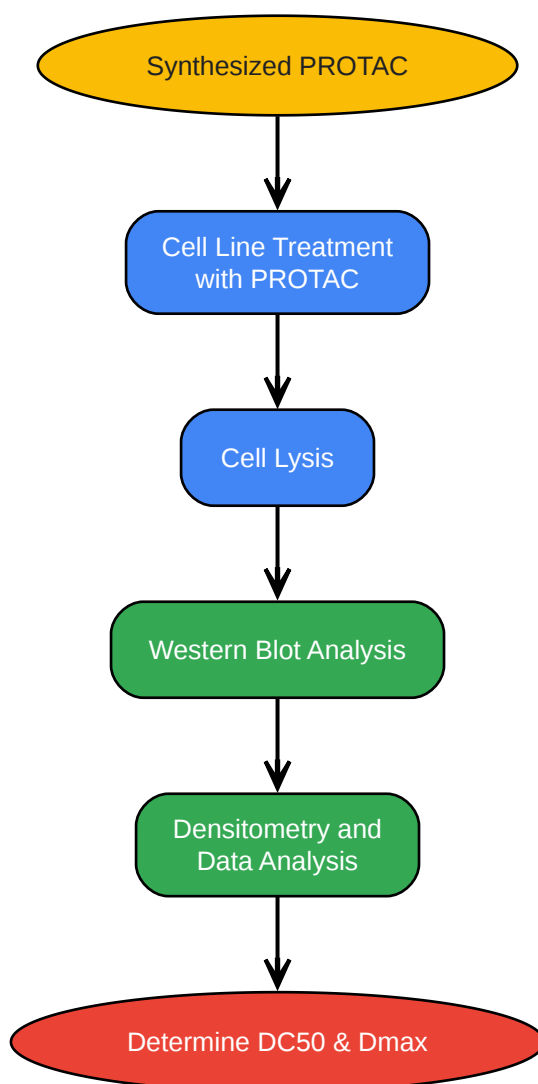 Synthesized PROTAC
Cell Line Treatment
with PROTAC
Cell Lysis
Western Blot Analysis
Densitometry and
Data Analysis
Determine DC50 & Dmax